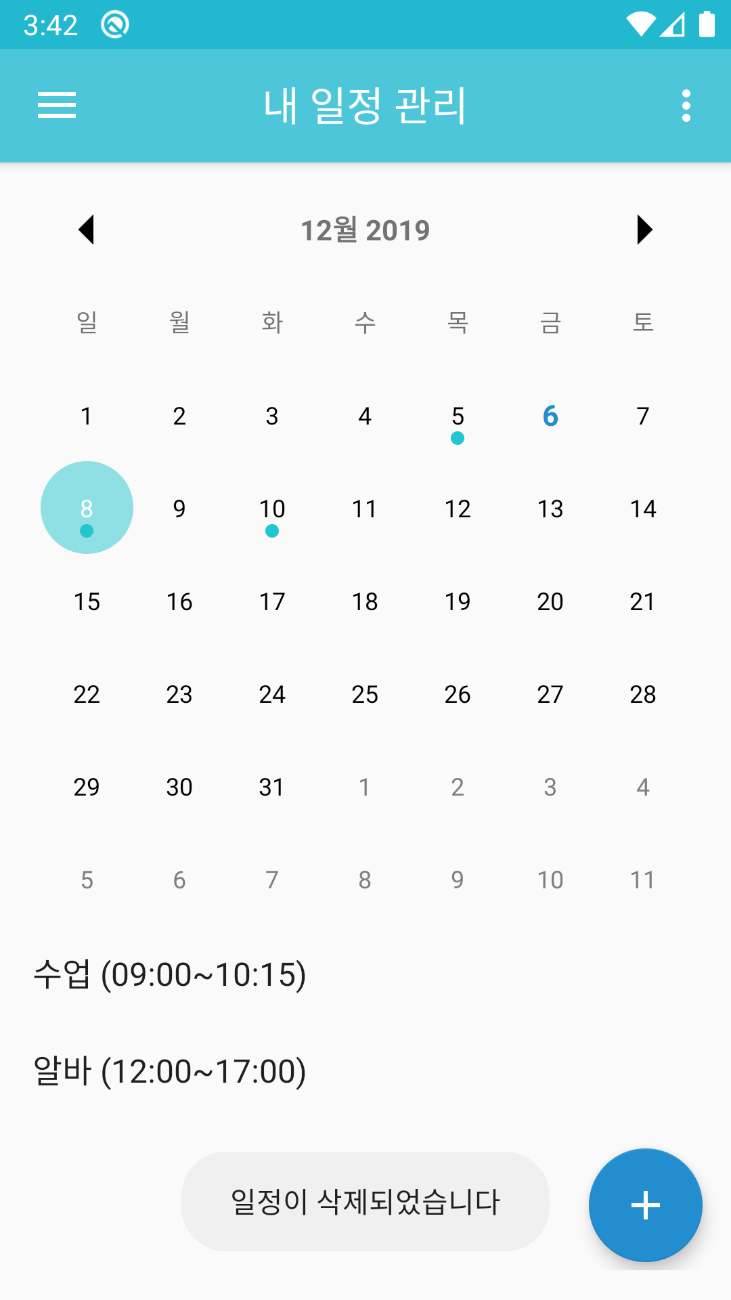 3:42
내 일정 관리
12월 2019
일 월 화 수 목 금 토
1 2 3 4 5 6 7
8 9 10 11 12 13 14
15 16 17 18 19 20 21
22 23 24 25 26 27 28
29 30 31 1 2 3 4
5 6 7 8 9 10 11
수업 (09:00~10:15)
알바 (12:00~17:00)
일정이 삭제되었습니다
+